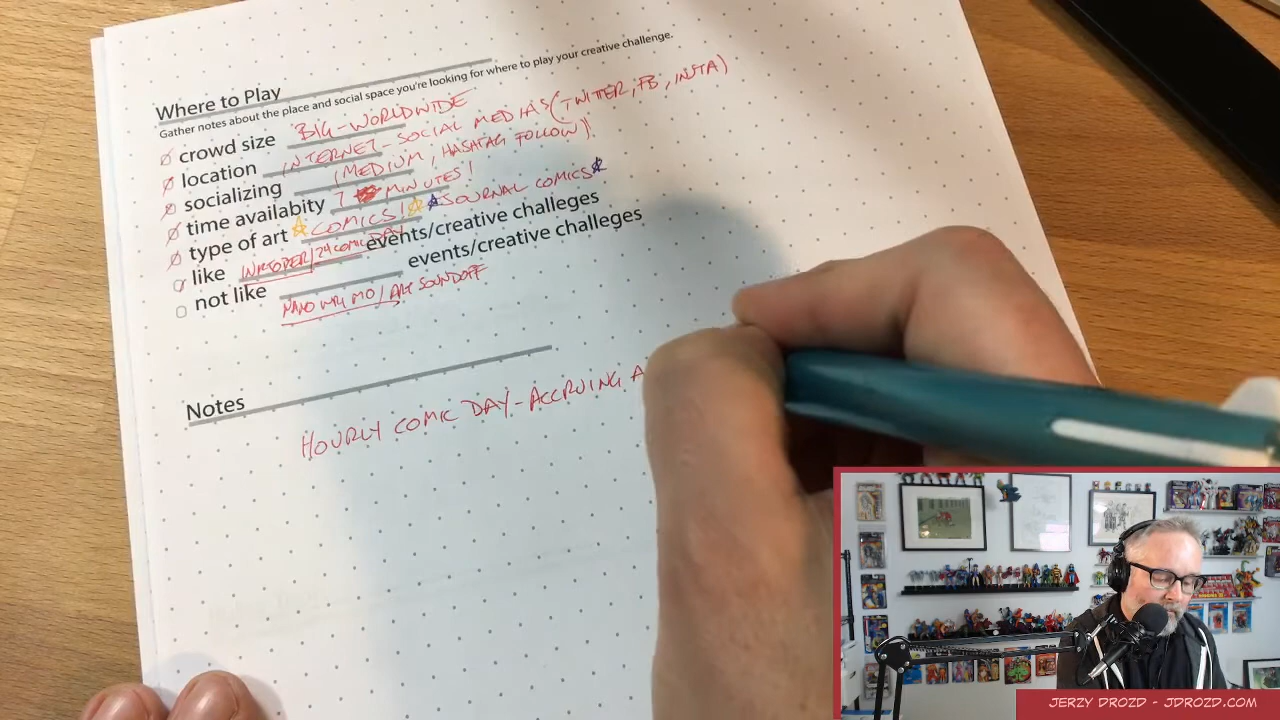 Where to Play
Gather notes about the place and social space you're looking for where to play your creative challenge.
crowd size BIG-WORLDWIDE
location INTERNET-SOCIAL MEDIAS (TWITTER, FB, INSTA)
socializing (MEDIUM, HASHTAG FOLLOW)!
time availabity 7 MINUTES!
type of art COMICS! JOURNAL COMICS
like INKTOBER/24 COMIC DAY events/creative challeges
not like events/creative challeges
NANO WRI MO/ART SOUNDOFF
Notes
HOURLY COMIC DAY-ACCRUING A
JERZY DROZD - JDROZD.COM